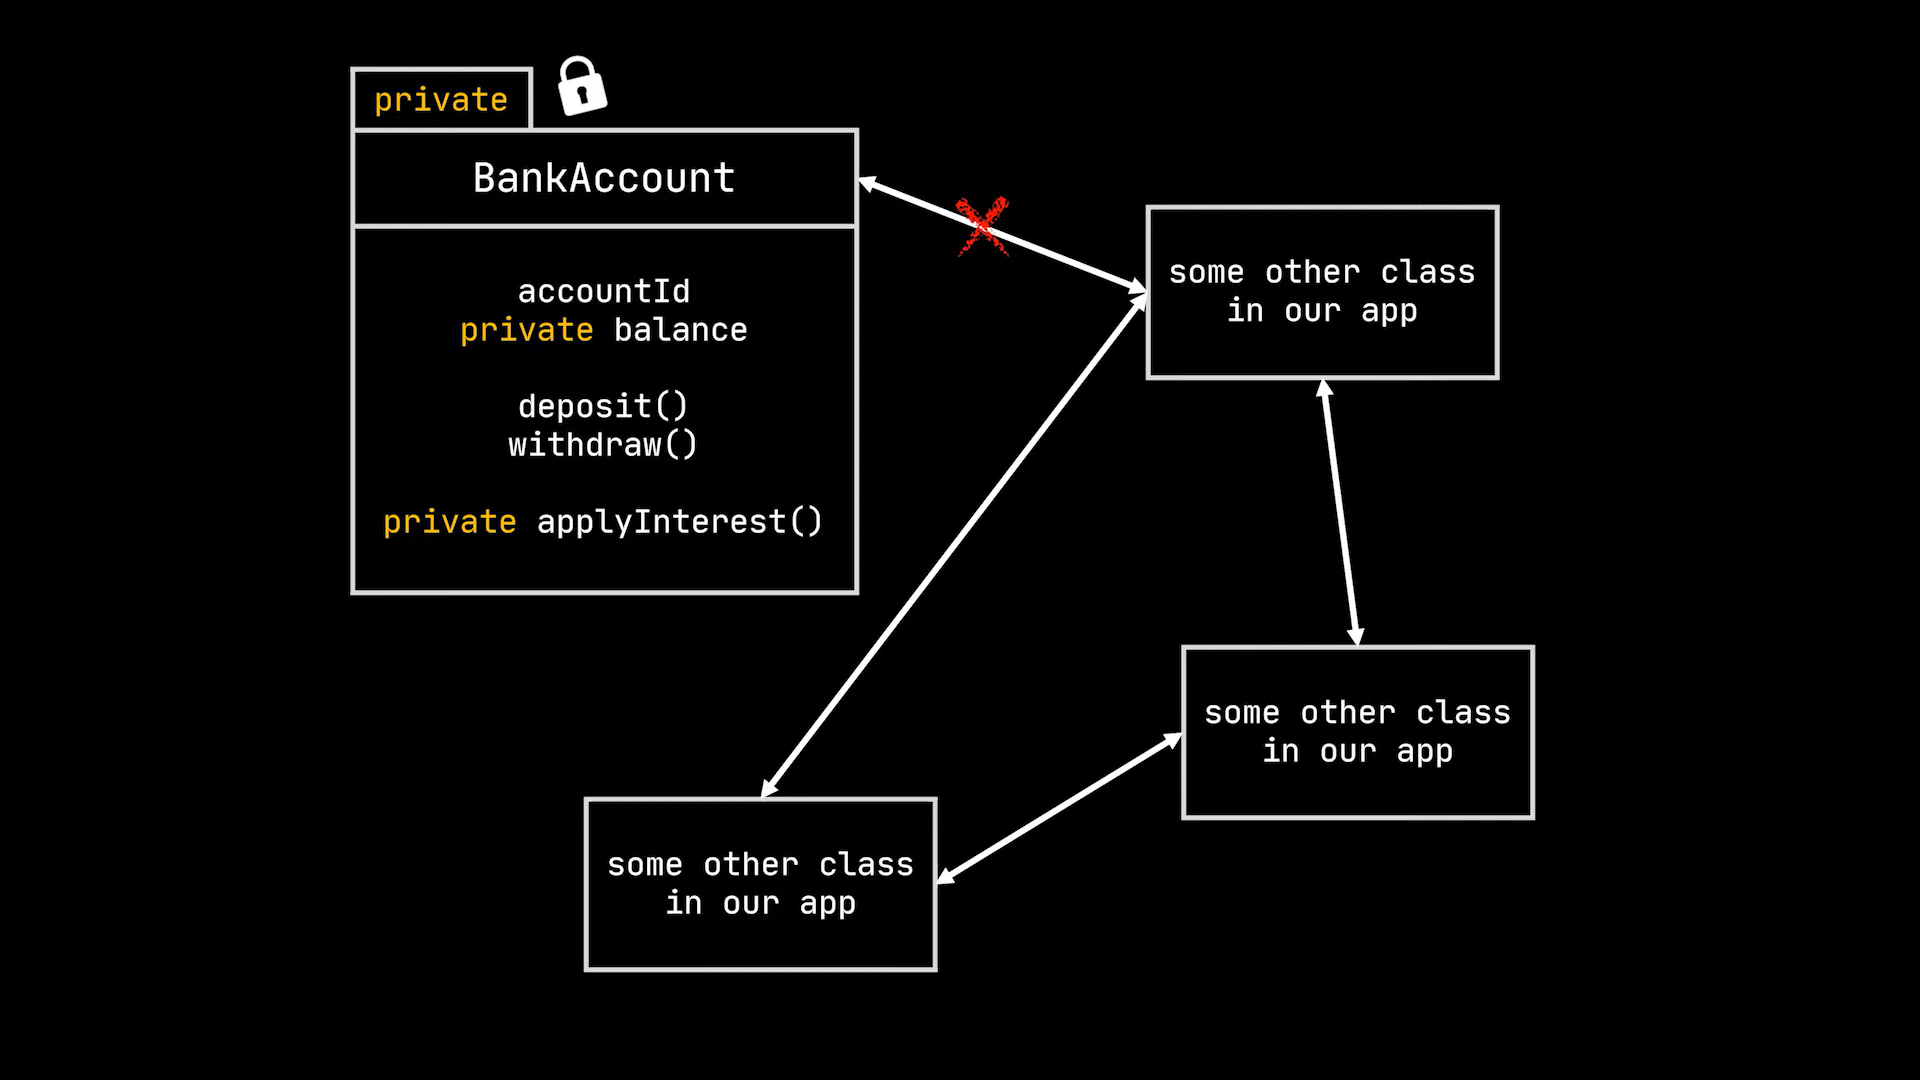 private
BankAccount
accountId
private balance
deposit()
withdraw()
private applyInterest()
some other class
in our app
some other class
in our app
some other class
in our app